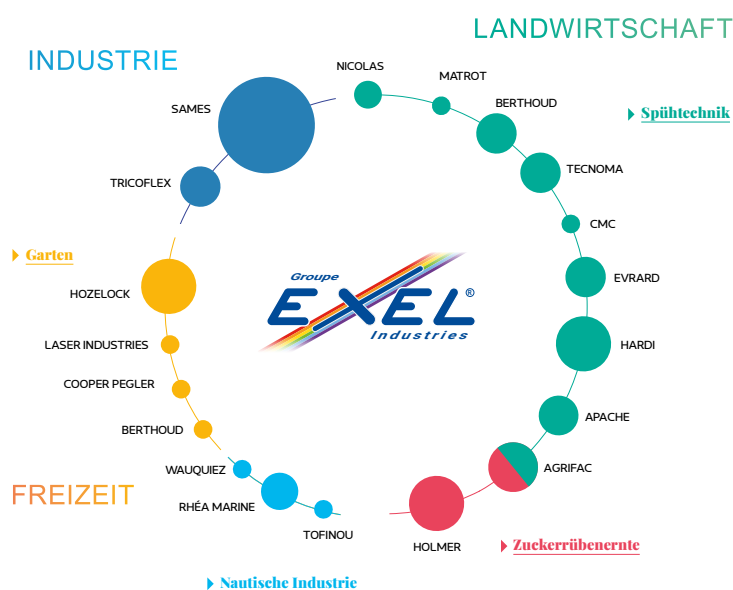 LANDWIRTSCHAFT
INDUSTRIE
NICOLAS
MATROT
SAMES
BERTHOUD
Spühtechnik
TECNOMA
TRICOFLEX
CMC
Garten
Groupe
EXEL®
Industries
EVRARD
HOZELOCK
LASER INDUSTRIES
HARDI
COOPER PEGLER
APACHE
BERTHOUD
WAUQUIEZ
AGRIFAC
FREIZEIT
RHÉA MARINE
TOFINOU
HOLMER
Zuckerrübenernte
Nautische Industrie